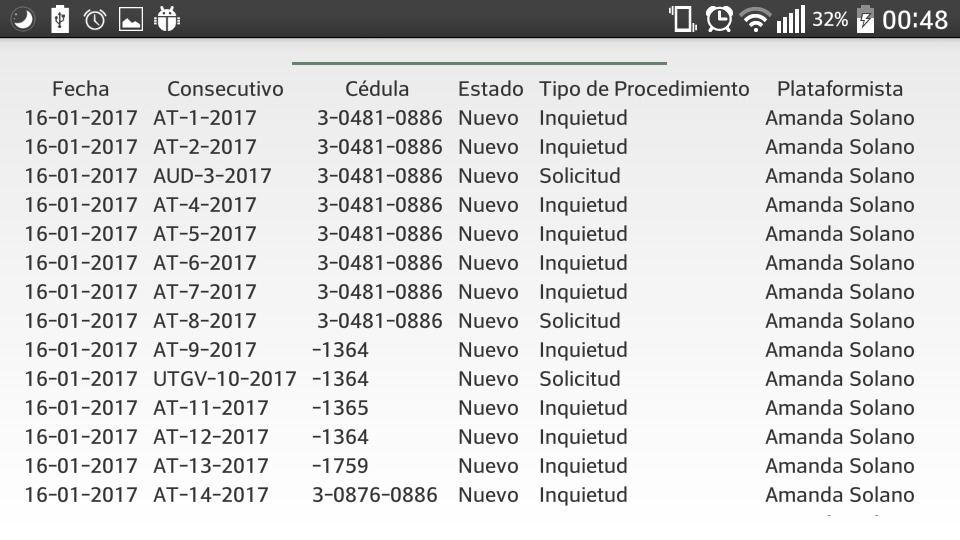 32% 00:48
Fecha Consecutivo Cédula Estado Tipo de Procedimiento Plataformista
16-01-2017 AT-1-2017 3-0481-0886 Nuevo Inquietud Amanda Solano
16-01-2017 AT-2-2017 3-0481-0886 Nuevo Inquietud Amanda Solano
16-01-2017 AUD-3-2017 3-0481-0886 Nuevo Solicitud Amanda Solano
16-01-2017 AT-4-2017 3-0481-0886 Nuevo Inquietud Amanda Solano
16-01-2017 AT-5-2017 3-0481-0886 Nuevo Inquietud Amanda Solano
16-01-2017 AT-6-2017 3-0481-0886 Nuevo Inquietud Amanda Solano
16-01-2017 AT-7-2017 3-0481-0886 Nuevo Inquietud Amanda Solano
16-01-2017 AT-8-2017 3-0481-0886 Nuevo Solicitud Amanda Solano
16-01-2017 AT-9-2017 -1364 Nuevo Inquietud Amanda Solano
16-01-2017 UTGV-10-2017 -1364 Nuevo Solicitud Amanda Solano
16-01-2017 AT-11-2017 -1365 Nuevo Inquietud Amanda Solano
16-01-2017 AT-12-2017 -1364 Nuevo Inquietud Amanda Solano
16-01-2017 AT-13-2017 -1759 Nuevo Inquietud Amanda Solano
16-01-2017 AT-14-2017 3-0876-0886 Nuevo Inquietud Amanda Solano